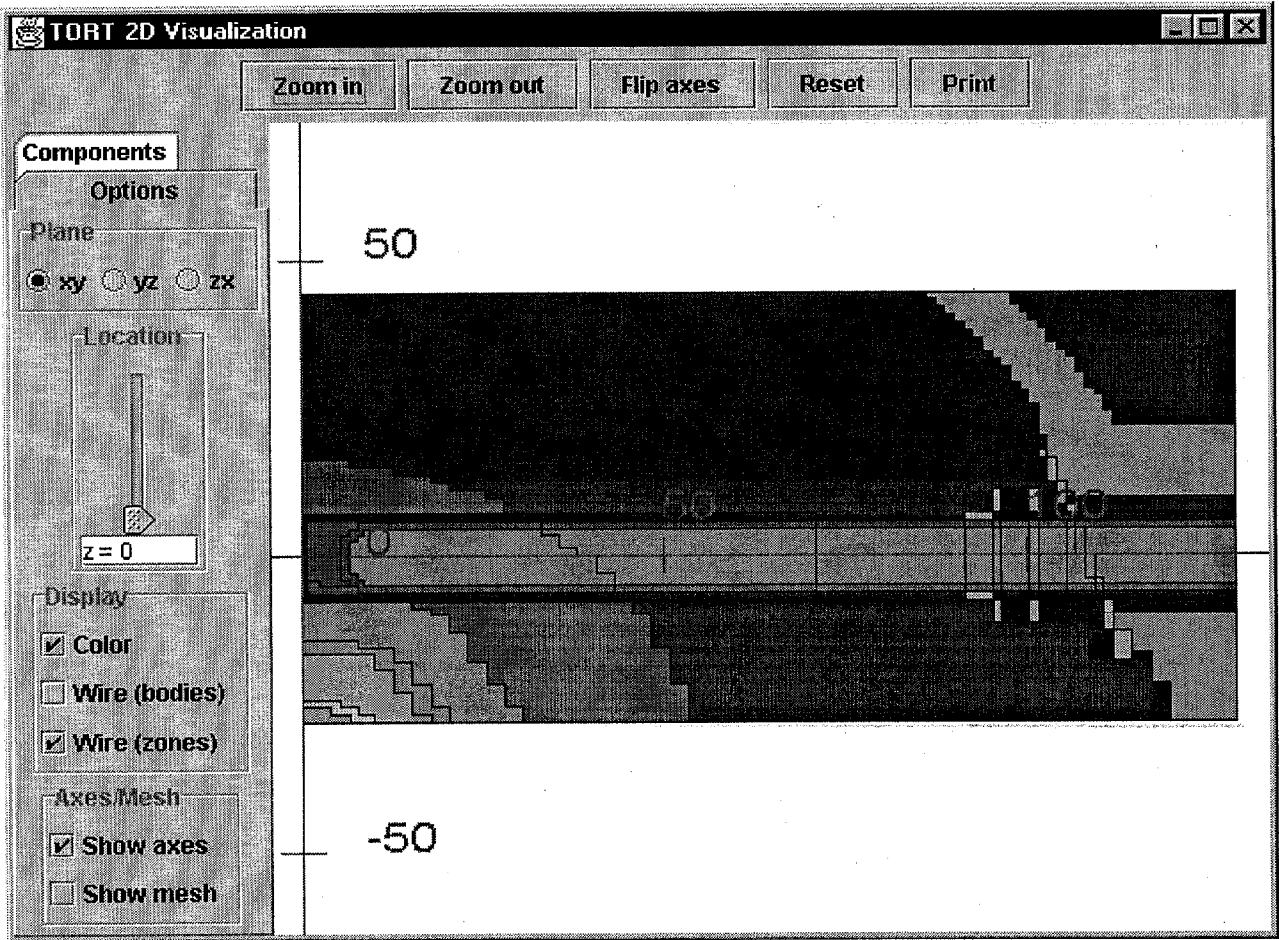 TORT 2D Visualization
Zoom in Zoom out Flip axes Reset Print
Components
Options
Plane
xy yz zx
Location
z = 0
Display
Color
Wire (bodies)
Wire (zones)
Axes/Mesh
Show axes
Show mesh
50
50
0
-50